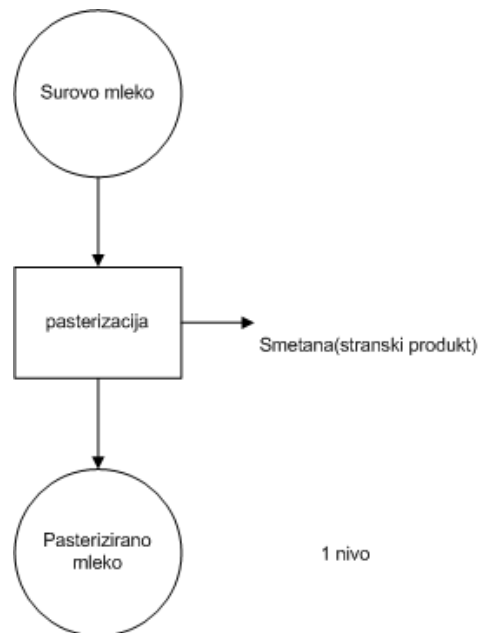 Surovo mleko
pasterizacija
Smetana(stranski produkt)
Pasterizirano
mleko
1 nivo